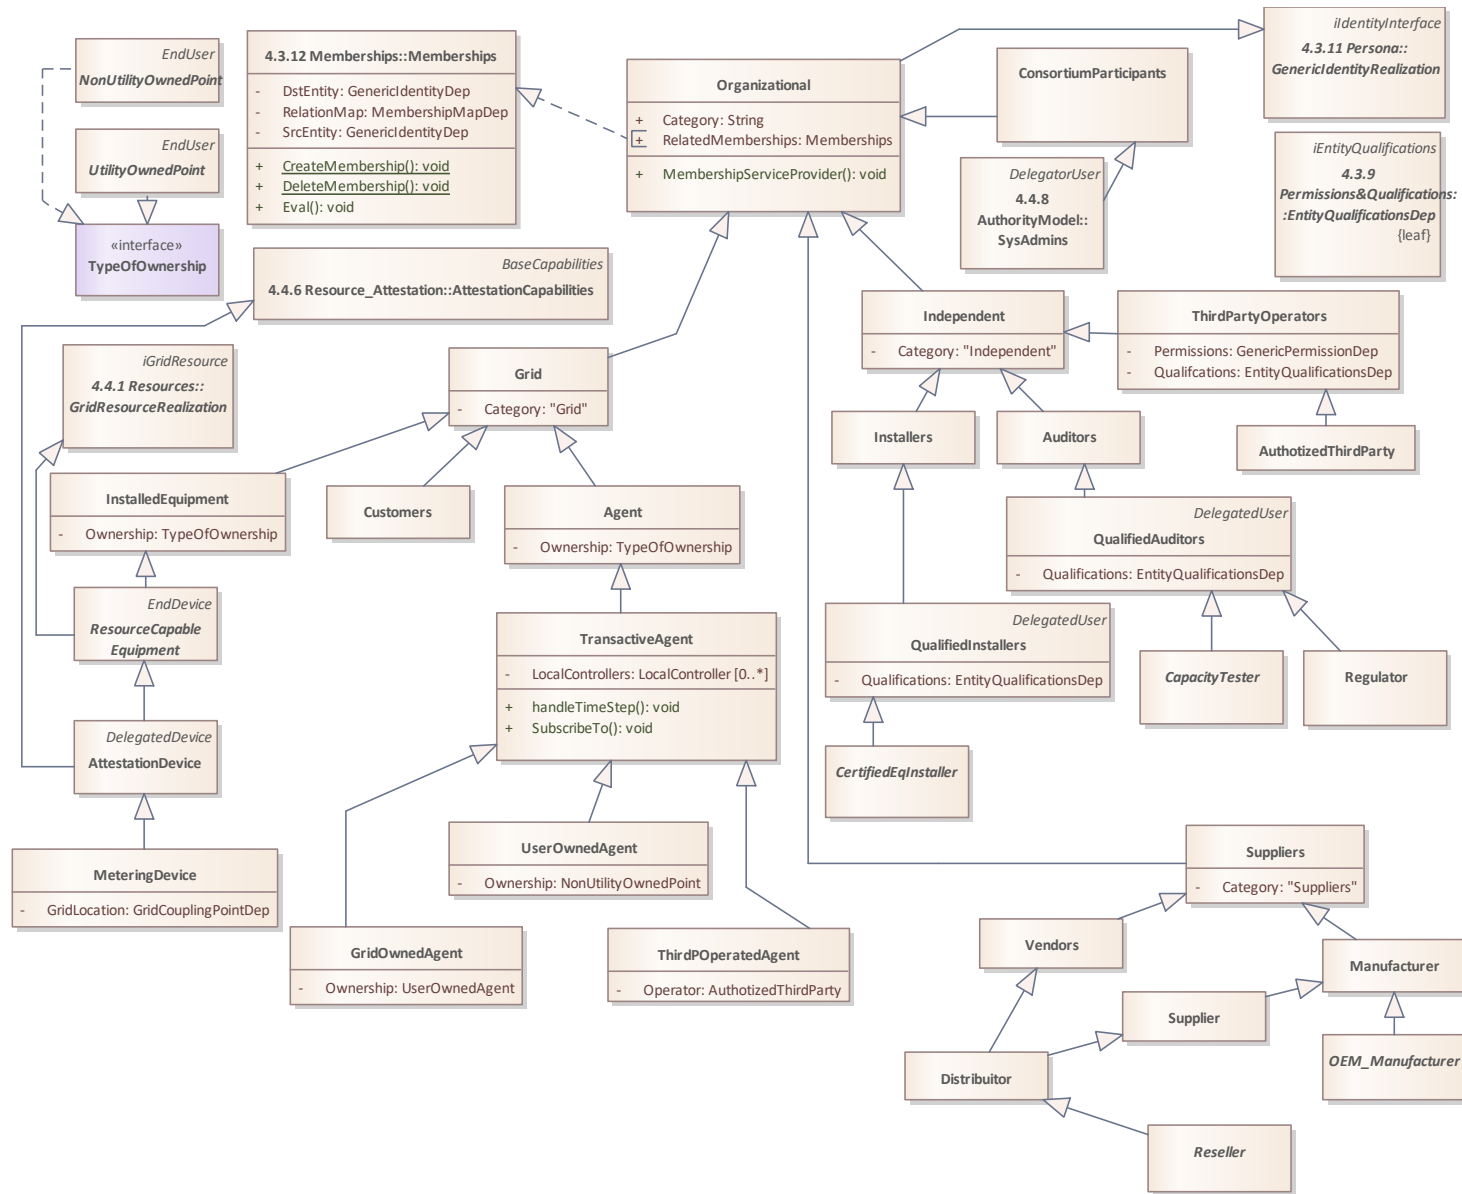 EndUser
NonUtilityOwnedPoint
EndUser
UtilityOwnedPoint
«interface»
TypeOfOwnership
4.3.12 Memberships::Memberships
- DstEntity: GenericIdentityDep
- RelationMap: MembershipMapDep
- SrcEntity: GenericIdentityDep
+ CreateMembership(): void
+ DeleteMembership(): void
+ Eval(): void
Organizational
+ Category: String
+ RelatedMemberships: Memberships
+ MembershipServiceProvider(): void
ConsortiumParticipants
iIdentityInterface
4.3.11 Persona::
GenericIdentityRealization
DelegatorUser
4.4.8
AuthorityModel::
SysAdmins
iEntityQualifications
4.3.9
Permissions&Qualifications:
:EntityQualificationsDep
{leaf}
BaseCapabilities
4.4.6 Resource_Attestation::AttestationCapabilities
iGridResource
4.4.1 Resources::
GridResourceRealization
Grid
- Category: "Grid"
Independent
- Category: "Independent"
ThirdPartyOperators
- Permissions: GenericPermissionDep
- Qualifcations: EntityQualificationsDep
Installers
Auditors
AuthotizedThirdParty
InstalledEquipment
- Ownership: TypeOfOwnership
Customers
Agent
- Ownership: TypeOfOwnership
DelegatedUser
QualifiedAuditors
- Qualifications: EntityQualificationsDep
EndDevice
ResourceCapable
Equipment
TransactiveAgent
- LocalControllers: LocalController [0..*]
+ handleTimeStep(): void
+ SubscribeTo(): void
DelegatedUser
QualifiedInstallers
- Qualifications: EntityQualificationsDep
CapacityTester
Regulator
DelegatedDevice
AttestationDevice
CertifiedEqInstaller
MeteringDevice
- GridLocation: GridCouplingPointDep
UserOwnedAgent
- Ownership: NonUtilityOwnedPoint
Suppliers
- Category: "Suppliers"
GridOwnedAgent
- Ownership: UserOwnedAgent
ThirdPOperatedAgent
- Operator: AuthotizedThirdParty
Vendors
Manufacturer
Supplier
OEM_Manufacturer
Distribuitor
Reseller